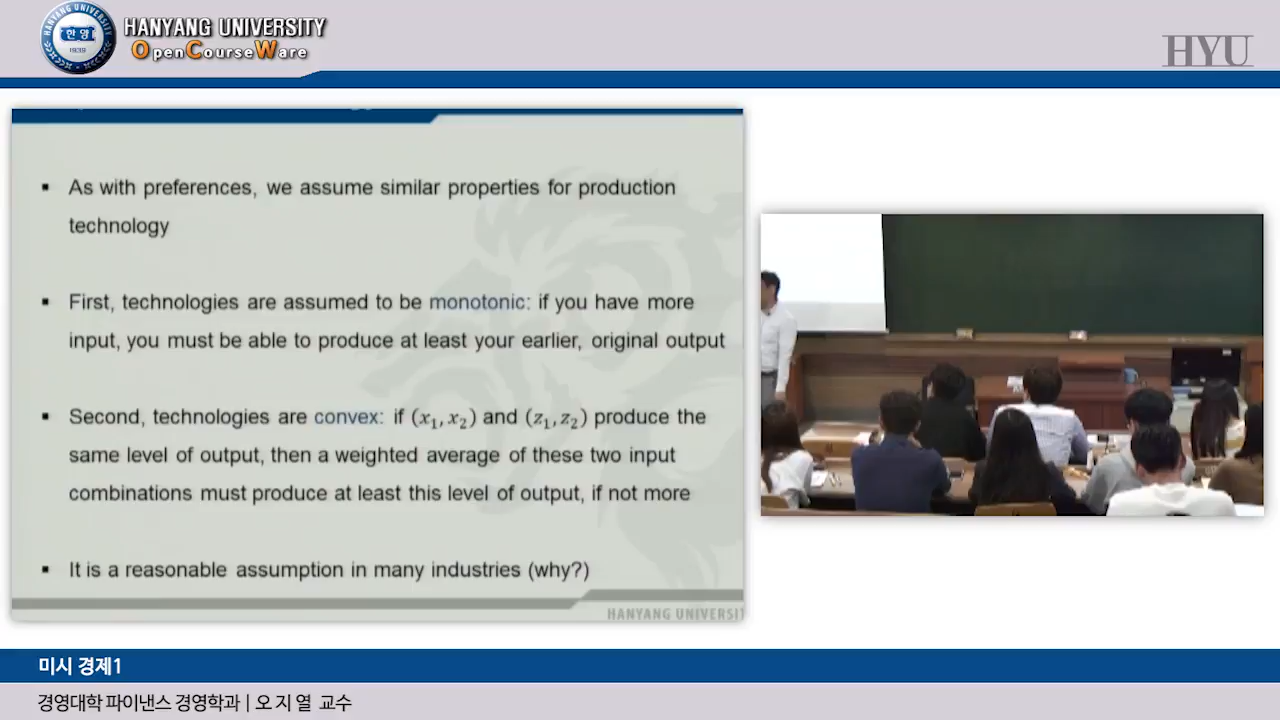 HANYANG UNIVERSITY
OpenCourseWare
한양
1939
HYU
As with preferences, we assume similar properties for production
technology
First, technologies are assumed to be monotonic: if you have more
input, you must be able to produce at least your earlier, original output
Second, technologies are convex: if (x₁, x₂) and (z₁, z₂) produce the
same level of output, then a weighted average of these two input
combinations must produce at least this level of output, if not more
It is a reasonable assumption in many industries (why?)
HANYANG UNIVERSIT
미시 경제1
경영대학 파이낸스 경영학과 | 오 지 열 교수